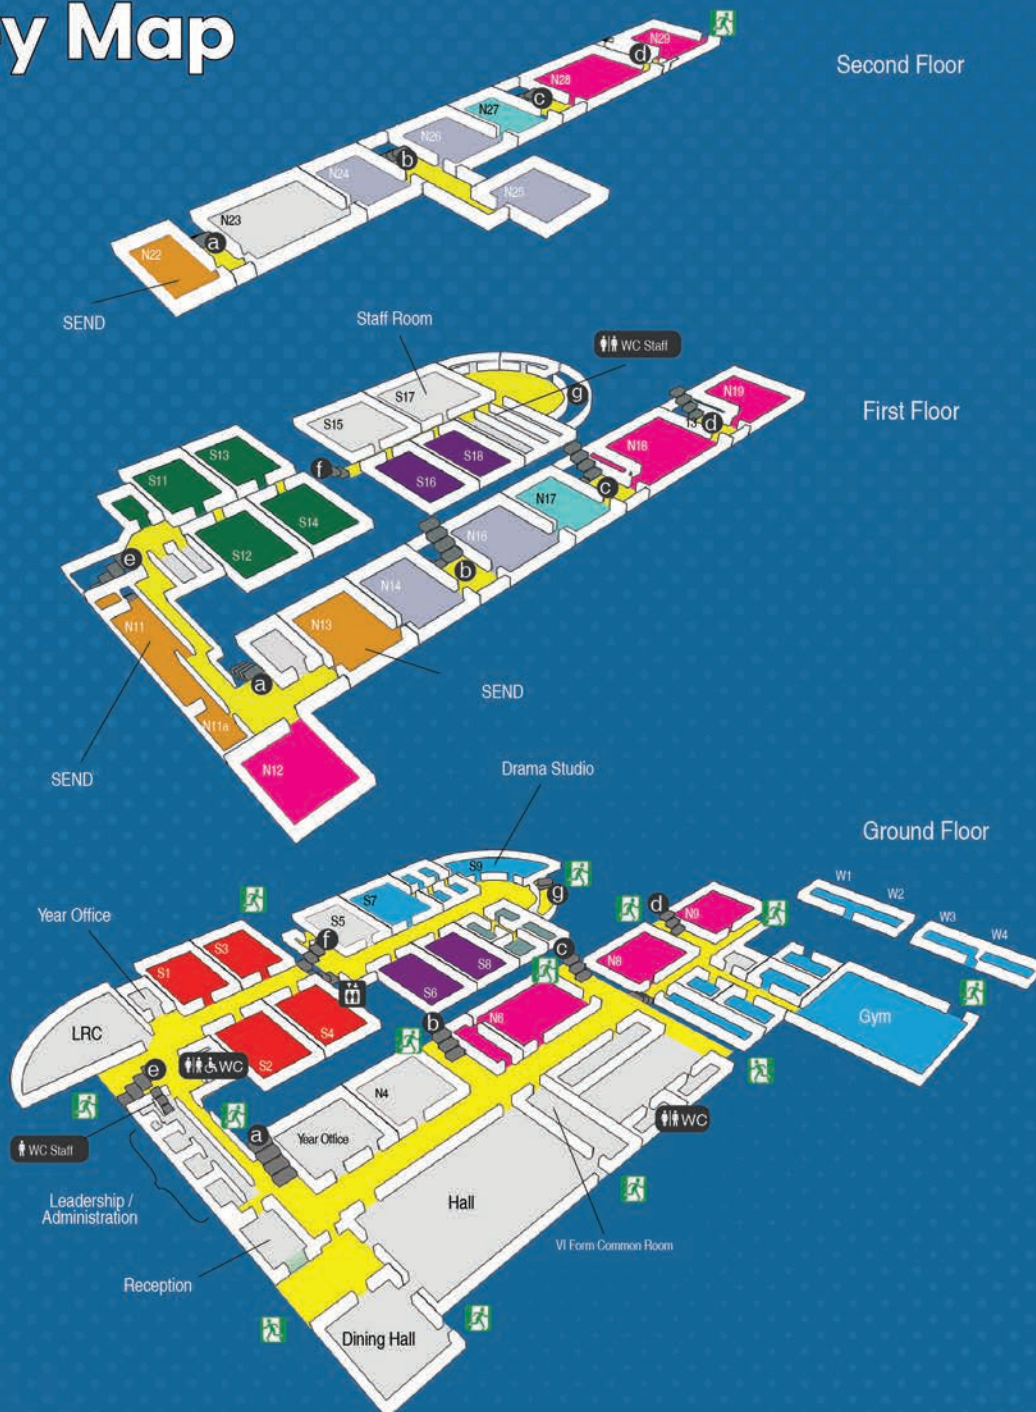 y Map
Second Floor
N29
d
N28
c
N27
N26
b
N24
N25
N23
a
N22
SEND
Staff Room
WC Staff
First Floor
S17
g
S15
N19
d
S18
N18
S13
f
S16
S11
c
N17
S14
S12
N16
e
b
N14
N13
N11
a
SEND
N11a
SEND
N12
Drama Studio
Ground Floor
W1
W2
W3
W4
S9
Year Office
S7
g
d
N9
S5
f
S3
c
S1
S8
N8
S6
LRC
S4
b
N6
Gym
S2
WC
e
N4
WC
a
Year Office
WC Staff
Leadership /
Administration
Hall
VI Form Common Room
Reception
Dining Hall